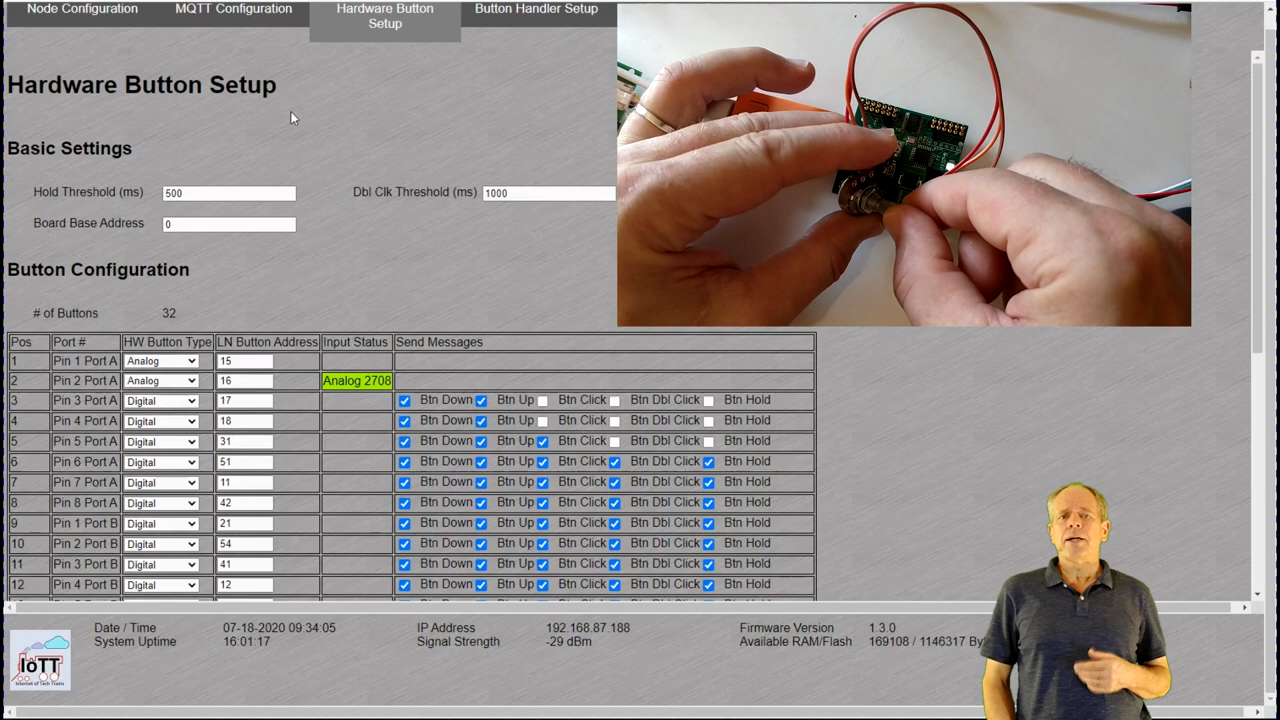 Node Configuration MQTT Configuration Hardware Button Setup Button Handler Setup
Hardware Button Setup
Basic Settings
Hold Threshold (ms) 500 Dbl Clk Threshold (ms) 1000
Board Base Address 0
Button Configuration
# of Buttons 32
Pos Port # HW Button Type LN Button Address Input Status Send Messages
1 Pin 1 Port A Analog 15
2 Pin 2 Port A Analog 16 Analog 2708
3 Pin 3 Port A Digital 17 Btn Down Btn Up Btn Click Btn Dbl Click Btn Hold
4 Pin 4 Port A Digital 18 Btn Down Btn Up Btn Click Btn Dbl Click Btn Hold
5 Pin 5 Port A Digital 31 Btn Down Btn Up Btn Click Btn Dbl Click Btn Hold
6 Pin 6 Port A Digital 51 Btn Down Btn Up Btn Click Btn Dbl Click Btn Hold
7 Pin 7 Port A Digital 11 Btn Down Btn Up Btn Click Btn Dbl Click Btn Hold
8 Pin 8 Port A Digital 42 Btn Down Btn Up Btn Click Btn Dbl Click Btn Hold
9 Pin 1 Port B Digital 21 Btn Down Btn Up Btn Click Btn Dbl Click Btn Hold
10 Pin 2 Port B Digital 54 Btn Down Btn Up Btn Click Btn Dbl Click Btn Hold
11 Pin 3 Port B Digital 41 Btn Down Btn Up Btn Click Btn Dbl Click Btn Hold
12 Pin 4 Port B Digital 12 Btn Down Btn Up Btn Click Btn Dbl Click Btn Hold
Date / Time 07-18-2020 09:34:05 IP Address 192.168.87.188 Firmware Version 1.3.0
System Uptime 16:01:17 Signal Strength -29 dBm Available RAM/Flash 169108 / 1146317 By
IoTT
Internet of Tech Trains